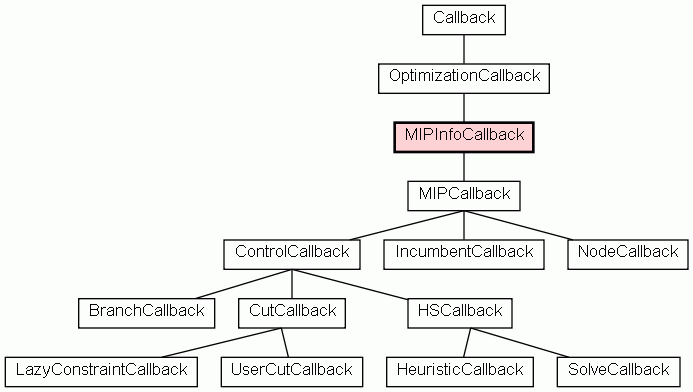 Callback
OptimizationCallback
MIPInfoCallback
MIPCallback
ControlCallback
IncumbentCallback
NodeCallback
BranchCallback
CutCallback
HSCallback
LazyConstraintCallback
UserCutCallback
HeuristicCallback
SolveCallback